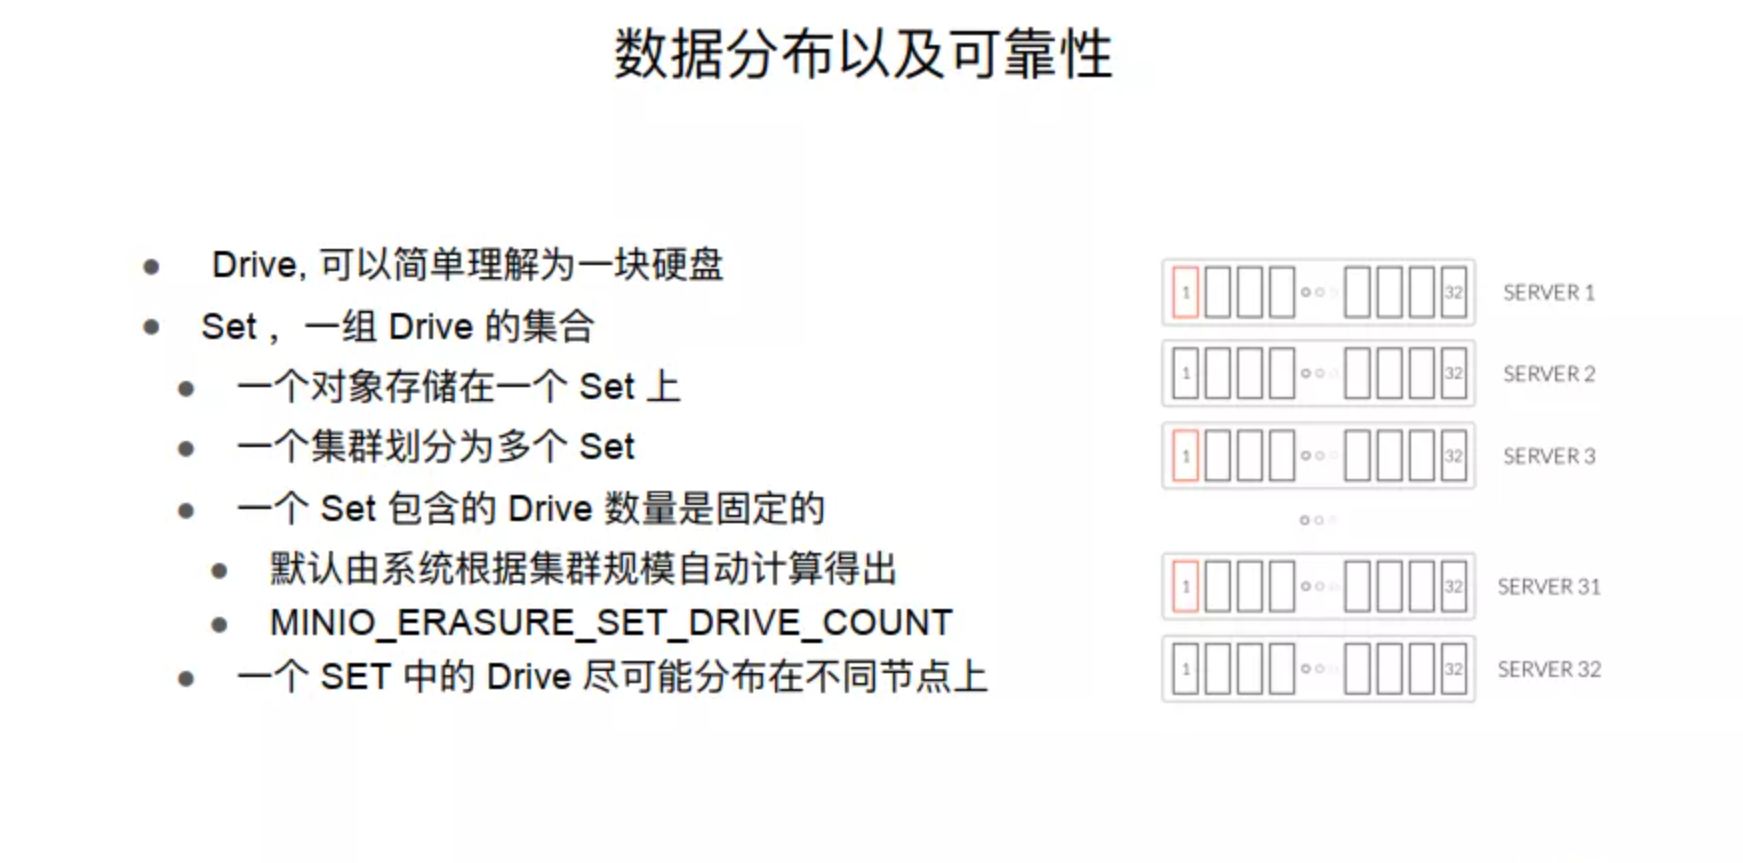 数据分布以及可靠性
Drive, 可以简单理解为一块硬盘
Set ，一组 Drive 的集合
一个对象存储在一个 Set 上
一个集群划分为多个 Set
一个 Set 包含的 Drive 数量是固定的
默认由系统根据集群规模自动计算得出
MINIO_ERASURE_SET_DRIVE_COUNT
一个 SET 中的 Drive 尽可能分布在不同节点上
1 32 SERVER 1
1 32 SERVER 2
1 32 SERVER 3
1 32 SERVER 31
1 32 SERVER 32